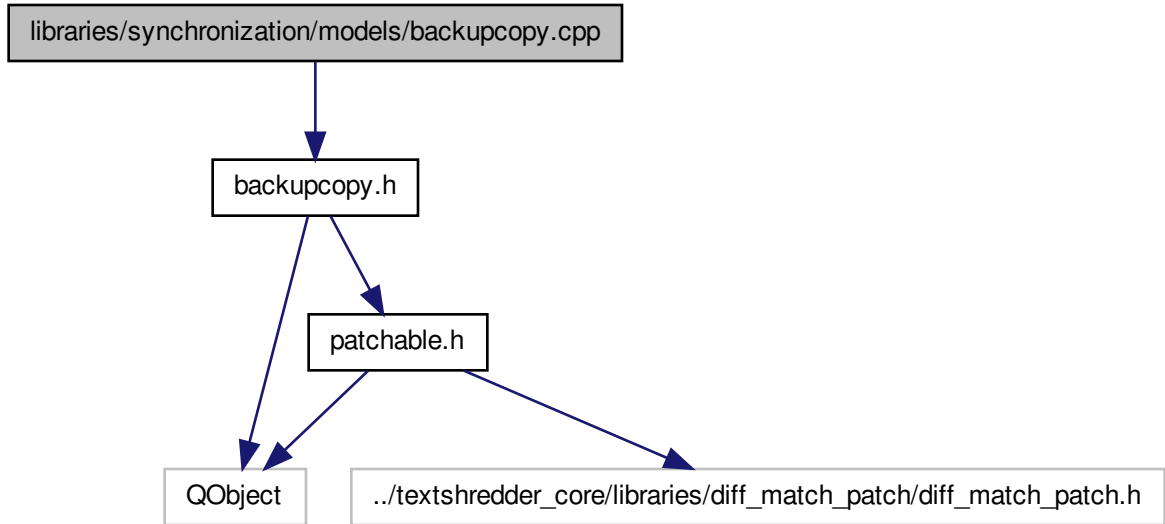 libraries/synchronization/models/backupcopy.cpp
backupcopy.h
patchable.h
QObject
../textshredder_core/libraries/diff_match_patch/diff_match_patch.h